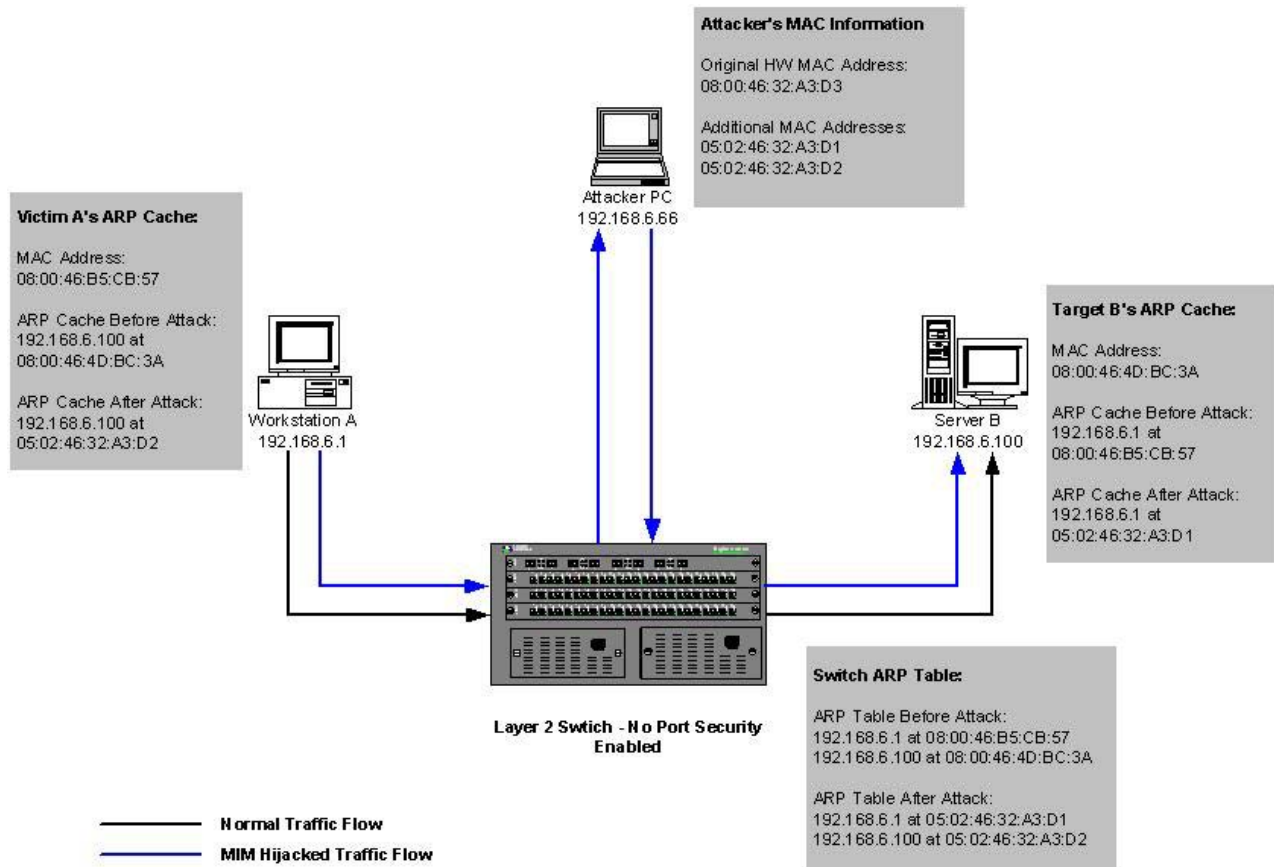 Attacker's MAC Information
Original HW MAC Address:
08:00:46:32:A3:D3
Additional MAC Addresses:
05:02:46:32:A3:D1
05:02:46:32:A3:D2
Attacker PC
192.168.6.66
Victim A's ARP Cache:
MAC Address:
08:00:46:B5:CB:57
ARP Cache Before Attack:
192.168.6.100 at
08:00:46:4D:BC:3A
ARP Cache After Attack:
192.168.6.100 at
05:02:46:32:A3:D2
Workstation A
192.168.6.1
Target B's ARP Cache:
MAC Address:
08:00:46:4D:BC:3A
ARP Cache Before Attack:
192.168.6.1 at
08:00:46:B5:CB:57
ARP Cache After Attack:
192.168.6.1 at
05:02:46:32:A3:D1
Server B
192.168.6.100
Layer 2 Swtich - No Port Security
Enabled
Switch ARP Table:
ARP Table Before Attack:
192.168.6.1 at 08:00:46:B5:CB:57
192.168.6.100 at 08:00:46:4D:BC:3A
ARP Table After Attack:
192.168.6.1 at 05:02:46:32:A3:D1
192.168.6.100 at 05:02:46:32:A3:D2
Normal Traffic Flow
MIM Hijacked Traffic Flow